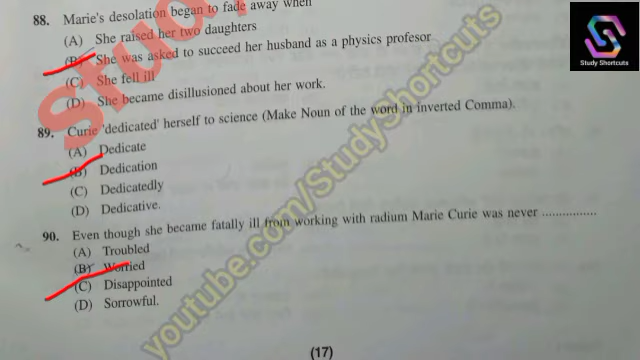 88. Marie's desolation began to fade away when
(A) She raised her two daughters
(B) She was asked to succeed her husband as a physics profesor
(C) She fell ill
(D) She became disillusioned about her work.
89. Curie 'dedicated' herself to science (Make Noun of the word in inverted Comma).
(A) Dedicate
(B) Dedication
(C) Dedicatedly
(D) Dedicative.
90. Even though she became fatally ill from working with radium Marie Curie was never ................
(A) Troubled
(B) Worried
(C) Disappointed
(D) Sorrowful.
(17)
Study Shortcuts
youtube.com/Studyshortcuts
Study